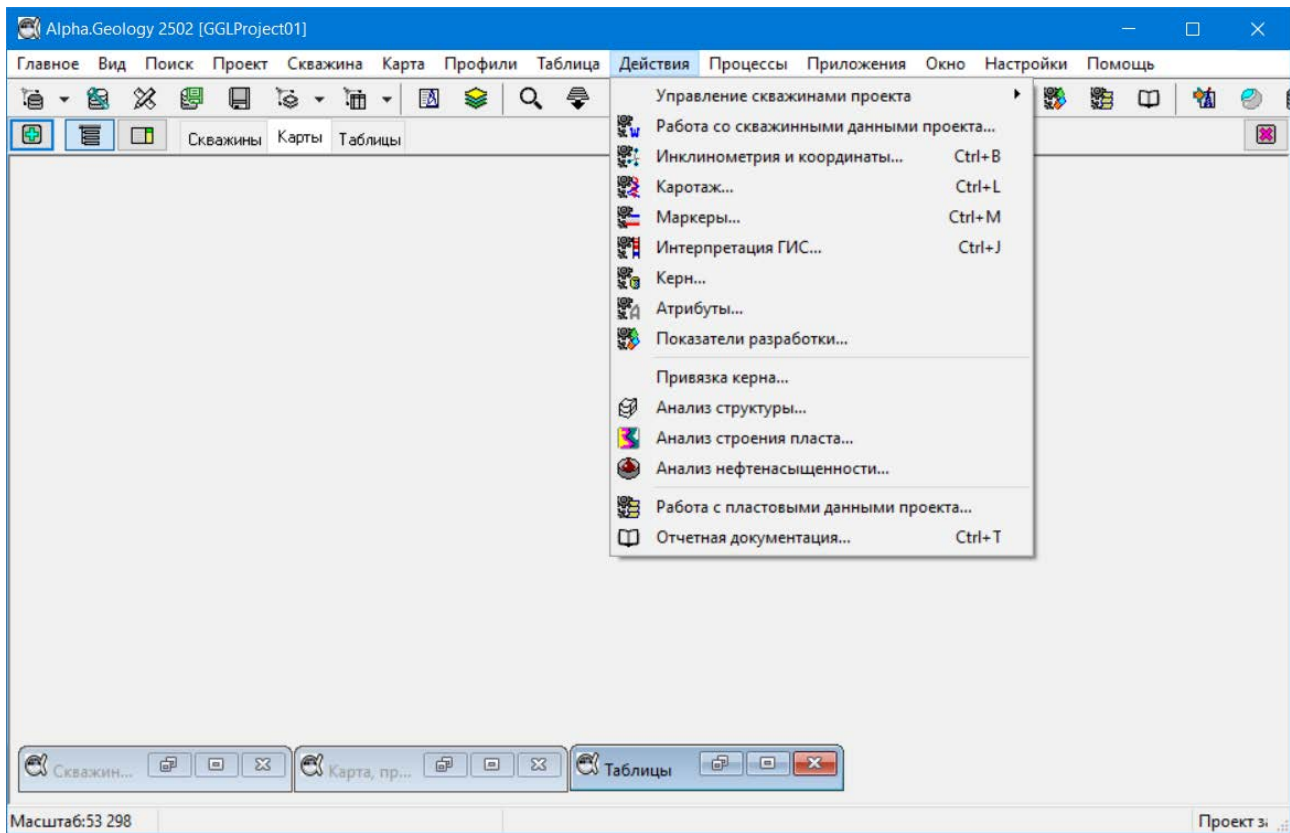 Alpha.Geology 2502 [GGLProject01]
Главное Вид Поиск Проект Скважина Карта Профили Таблица Действия Процессы Приложения Окно Настройки Помощь
Скважины Карты Таблицы
Управление скважинами проекта
Работа со скважинными данными проекта...
Инклинометрия и координаты... Ctrl+B
Каротаж... Ctrl+L
Маркеры... Ctrl+M
Интерпретация ГИС... Ctrl+J
Керн...
Атрибуты...
Показатели разработки...
Привязка керна...
Анализ структуры...
Анализ строения пласта...
Анализ нефтенасыщенности...
Работа с пластовыми данными проекта...
Отчетная документация... Ctrl+T
Скважин... Карта, пр... Таблицы
Масштаб:53 298 Проект